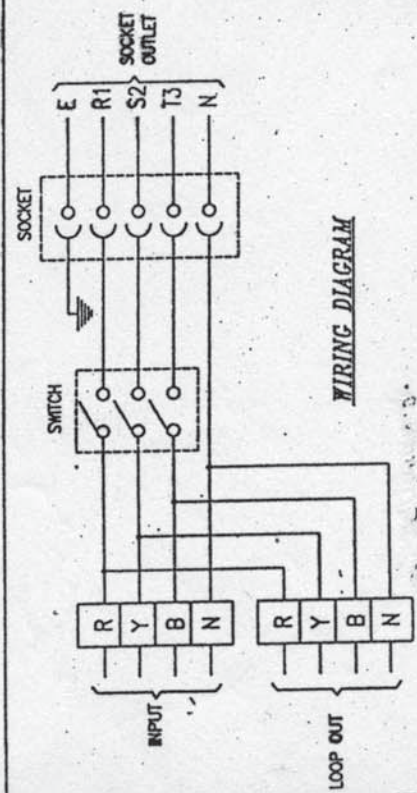 INPUT
R
Y
B
N
LOOP OUT
R
Y
B
N
SWITCH
SOCKET
E
R1
S2
T3
N
SOCKET
OUTLET
WIRING DIAGRAM